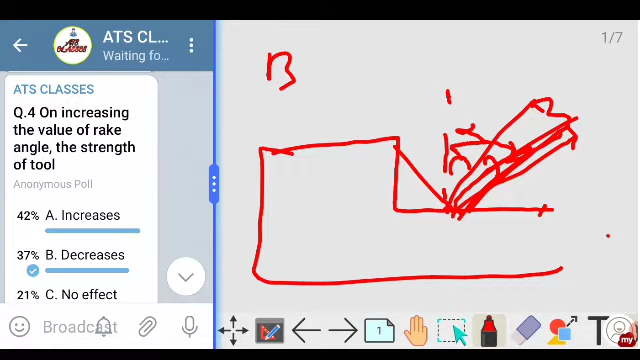 ATS CL...
Waiting fo...
ATS CLASSES
Q.4 On increasing
the value of rake
angle, the strength
of tool
Anonymous Poll
42% A. Increases
37% B. Decreases
21% C. No effect
Broadcast
1/7
B
α
1
T
my